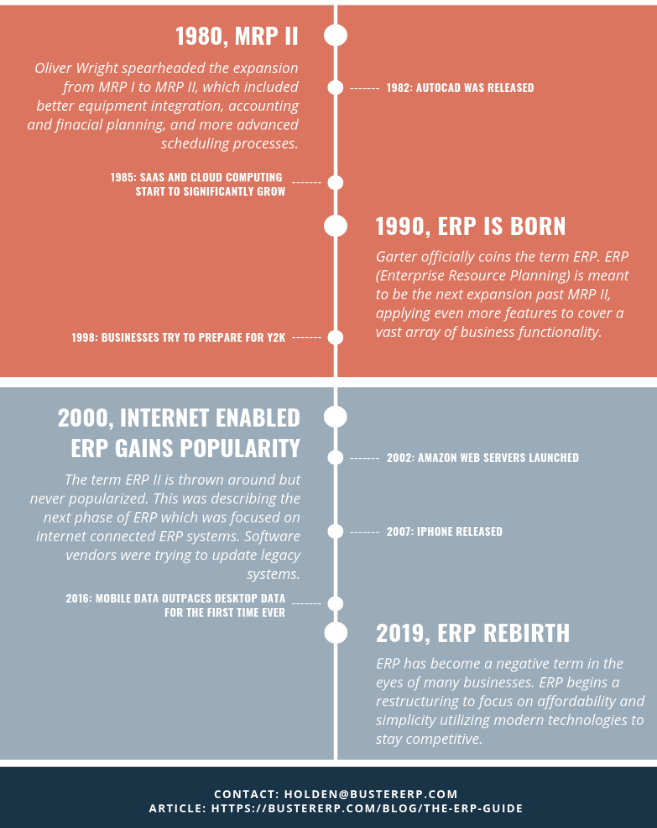 1980, MRP II
Oliver Wright spearheaded the expansion
from MRP I to MRP II, which included
better equipment integration, accounting
and finacial planning, and more advanced
scheduling processes.
1982: AUTOCAD WAS RELEASED
1985: SAAS AND CLOUD COMPUTING
START TO SIGNIFICANTLY GROW
1990, ERP IS BORN
Garter officially coins the term ERP. ERP
(Enterprise Resource Planning) is meant
to be the next expansion past MRP II,
applying even more features to cover a
vast array of business functionality.
1998: BUSINESSES TRY TO PREPARE FOR Y2K
2000, INTERNET ENABLED
ERP GAINS POPULARITY
The term ERP II is thrown around but
never popularized. This was describing the
next phase of ERP which was focused on
internet connected ERP systems. Software
vendors were trying to update legacy
systems.
2002: AMAZON WEB SERVERS LAUNCHED
2007: IPHONE RELEASED
2016: MOBILE DATA OUTPACES DESKTOP DATA
FOR THE FIRST TIME EVER
2019, ERP REBIRTH
ERP has become a negative term in the
eyes of many businesses. ERP begins a
restructuring to focus on affordability and
simplicity utilizing modern technologies to
stay competitive.
CONTACT: HOLDEN@BUSTERERP.COM
ARTICLE: HTTPS://BUSTERERP.COM/BLOG/THE-ERP-GUIDE